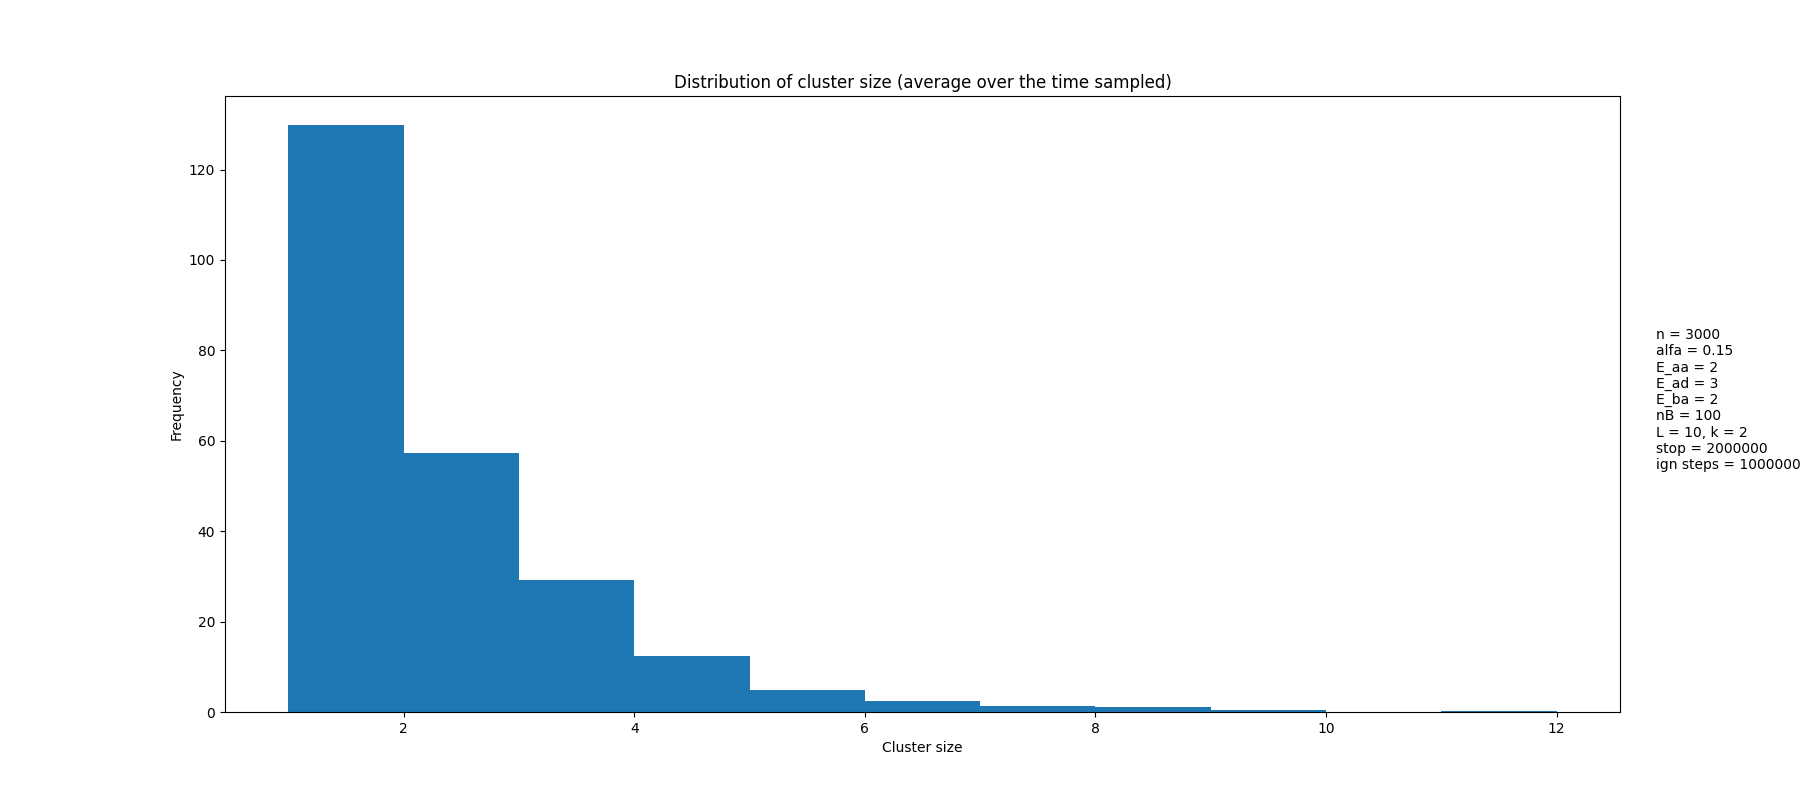 Distribution of cluster size (average over the time sampled)
120
100
80
60
40
20
0
Frequency
2 4 6 8 10 12
Cluster size
n = 3000
alfa = 0.15
E_aa = 2
E_ad = 3
E_ba = 2
nB = 100
L = 10, k = 2
stop = 2000000
ign steps = 1000000